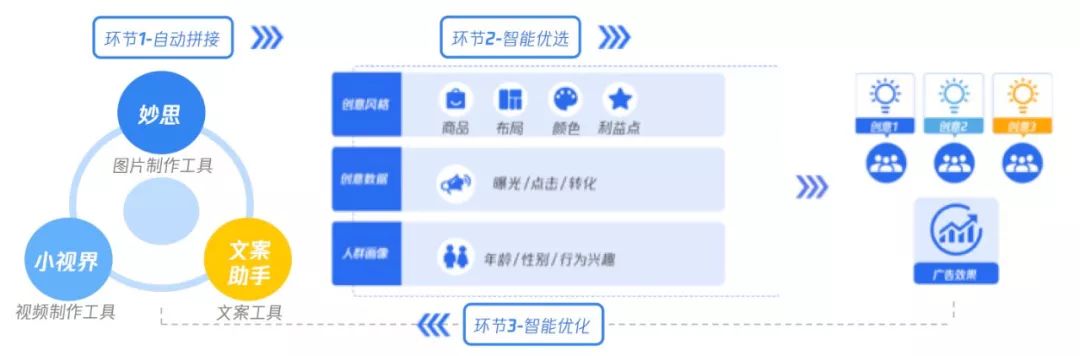 环节1-自动拼接
环节2-智能优选
妙思
图片制作工具
小视界
视频制作工具
文案
助手
文案工具
创意风格
商品
布局
颜色
利益点
创意数据
曝光/点击/转化
人群画像
年龄/性别/行为兴趣
创意1
创意2
创意3
广告效果
环节3-智能优化